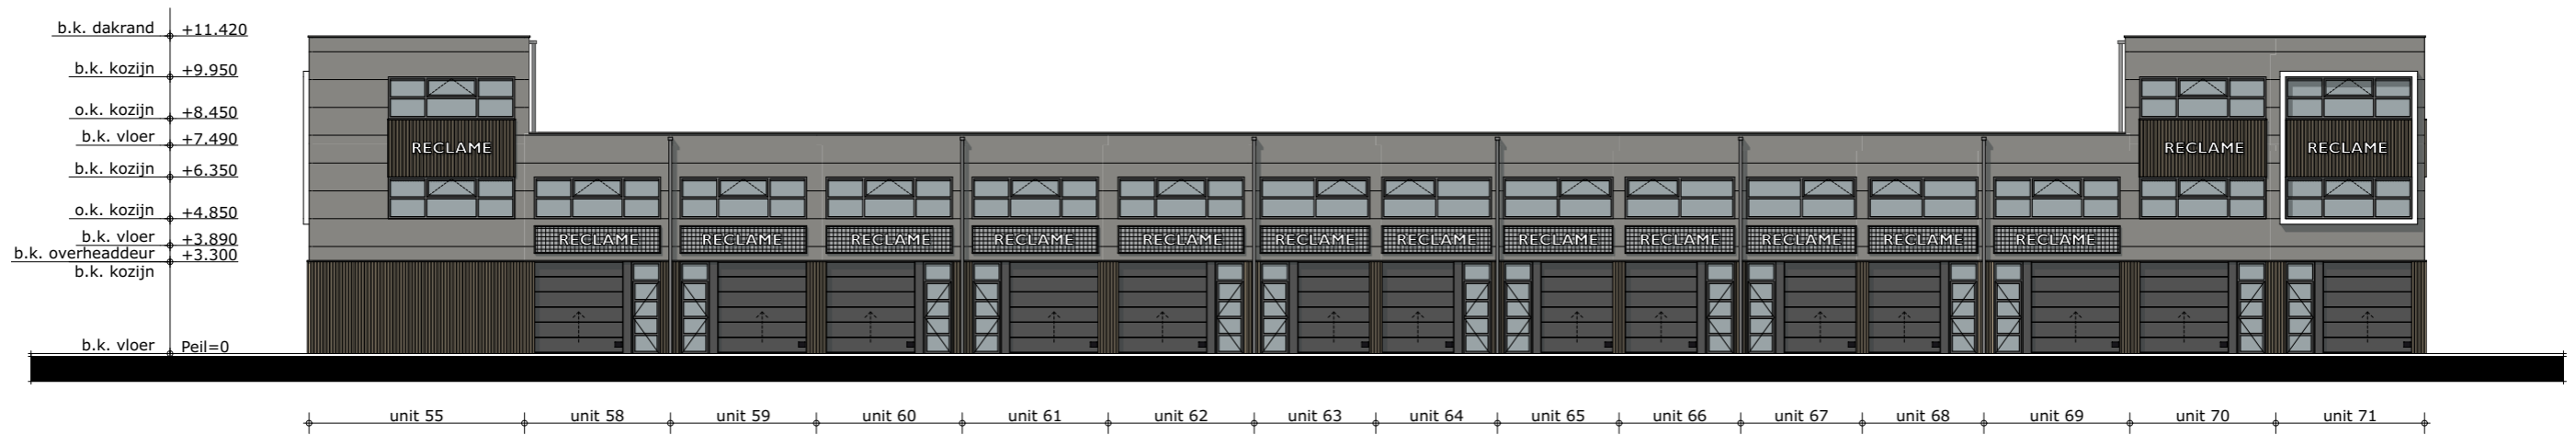 b.k. dakrand +11.420
b.k. kozijn +9.950
o.k. kozijn +8.450
b.k. vloer +7.490
b.k. kozijn +6.350
o.k. kozijn +4.850
b.k. vloer +3.890
b.k. overheaddeur +3.300
b.k. kozijn
b.k. vloer Peil=0
RECLAME RECLAME RECLAME
RECLAME RECLAME RECLAME RECLAME RECLAME RECLAME RECLAME RECLAME RECLAME RECLAME RECLAME RECLAME
unit 55 unit 58 unit 59 unit 60 unit 61 unit 62 unit 63 unit 64 unit 65 unit 66 unit 67 unit 68 unit 69 unit 70 unit 71